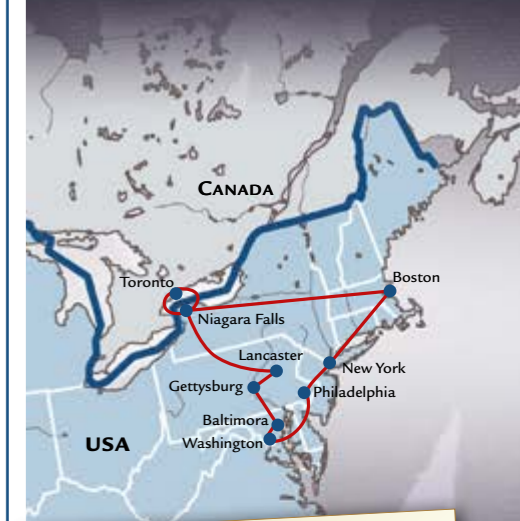 CANADA
Toronto
Boston
Niagara Falls
Lancaster
New York
Gettysburg
Philadelphia
Baltimora
USA
Washington